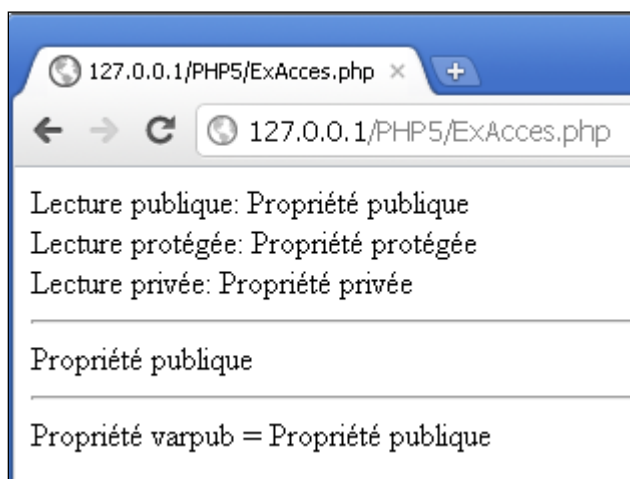 127.0.0.1/PHP5/ExAcces.php
127.0.0.1/PHP5/ExAcces.php
Lecture publique: Propriété publique
Lecture protégée: Propriété protégée
Lecture privée: Propriété privée
Propriété publique
Propriété varpub = Propriété publique